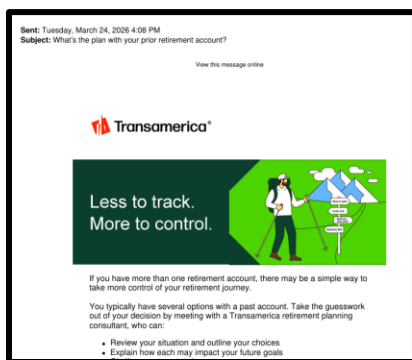 Sent: Tuesday, March 24, 2026 4:08 PM
Subject: What's the plan with your prior retirement account?
View this message online
Transamerica®
Less to track.
More to control.
If you have more than one retirement account, there may be a simple way to
take more control of your retirement journey.
You typically have several options with a past account. Take the guesswork
out of your decision by meeting with a Transamerica retirement planning
consultant, who can:
• Review your situation and outline your choices
• Explain how each may impact your future goals